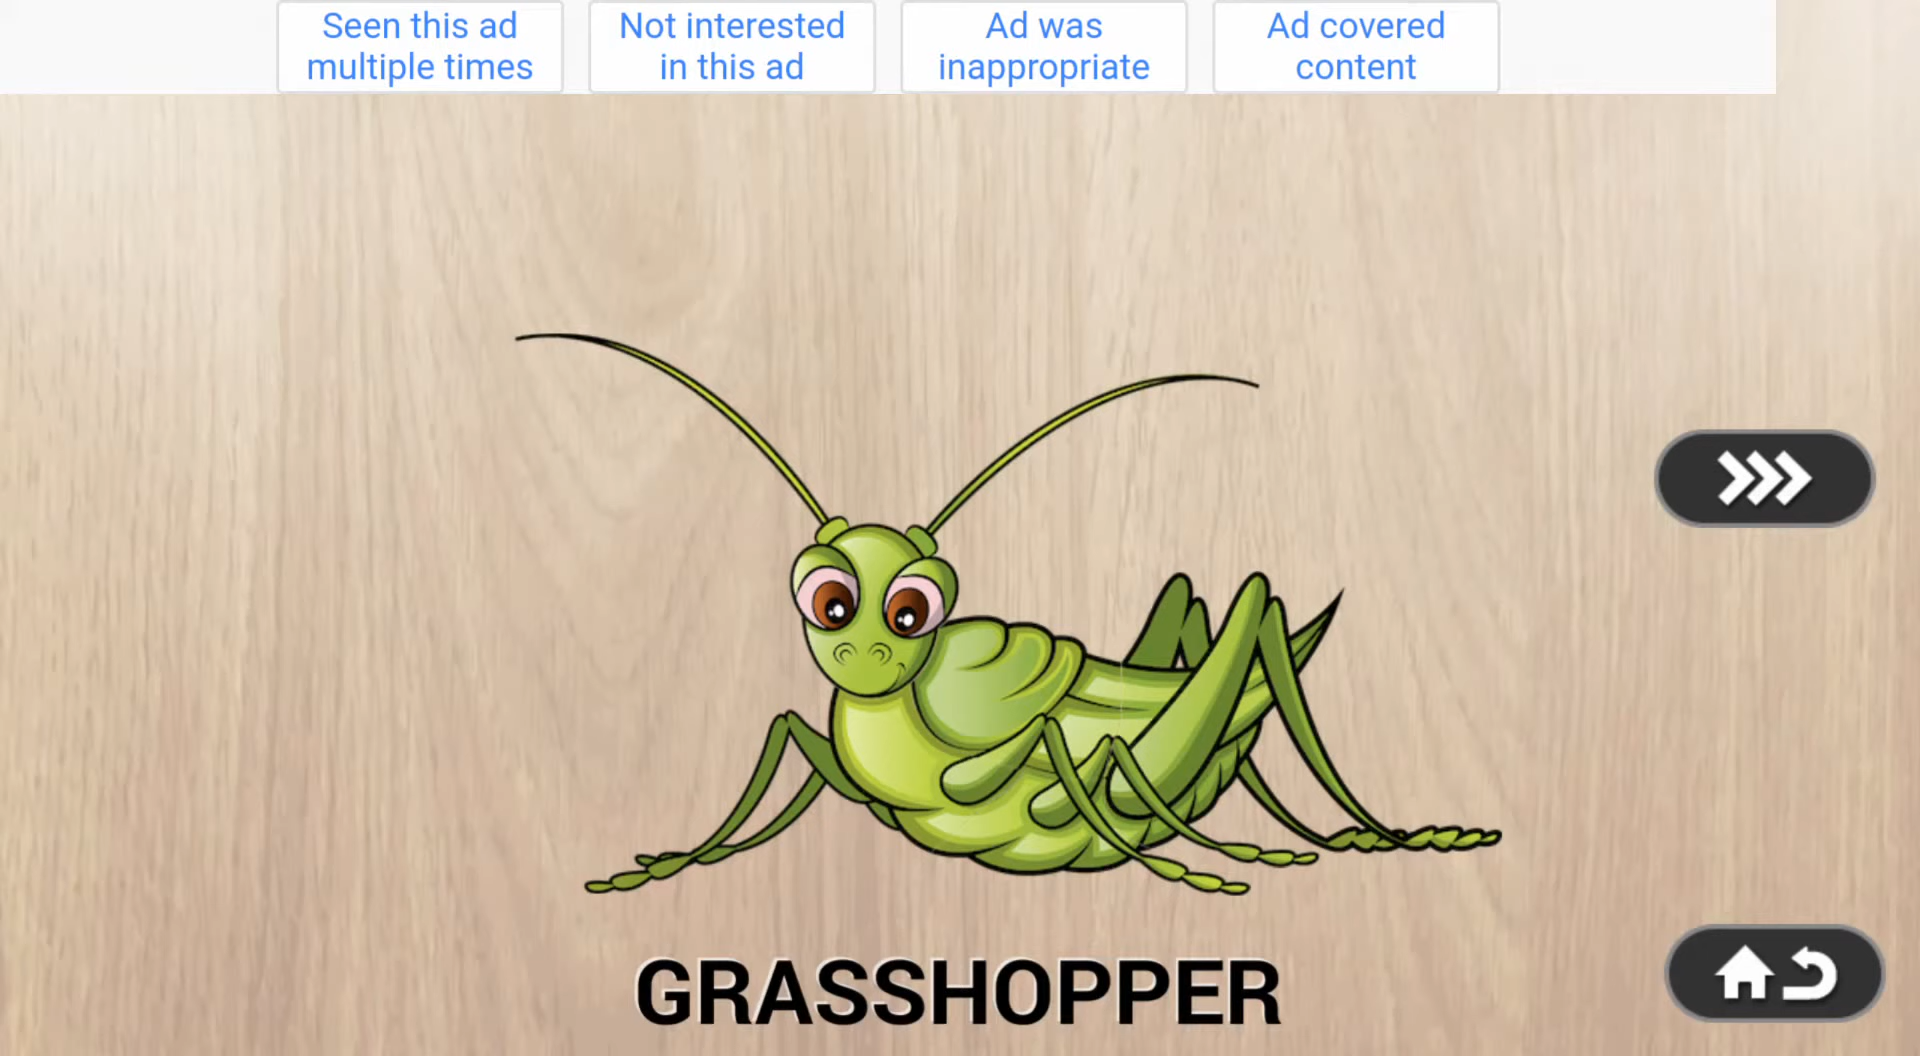 Seen this ad
multiple times
Not interested
in this ad
Ad was
inappropriate
Ad covered
content
GRASSHOPPER